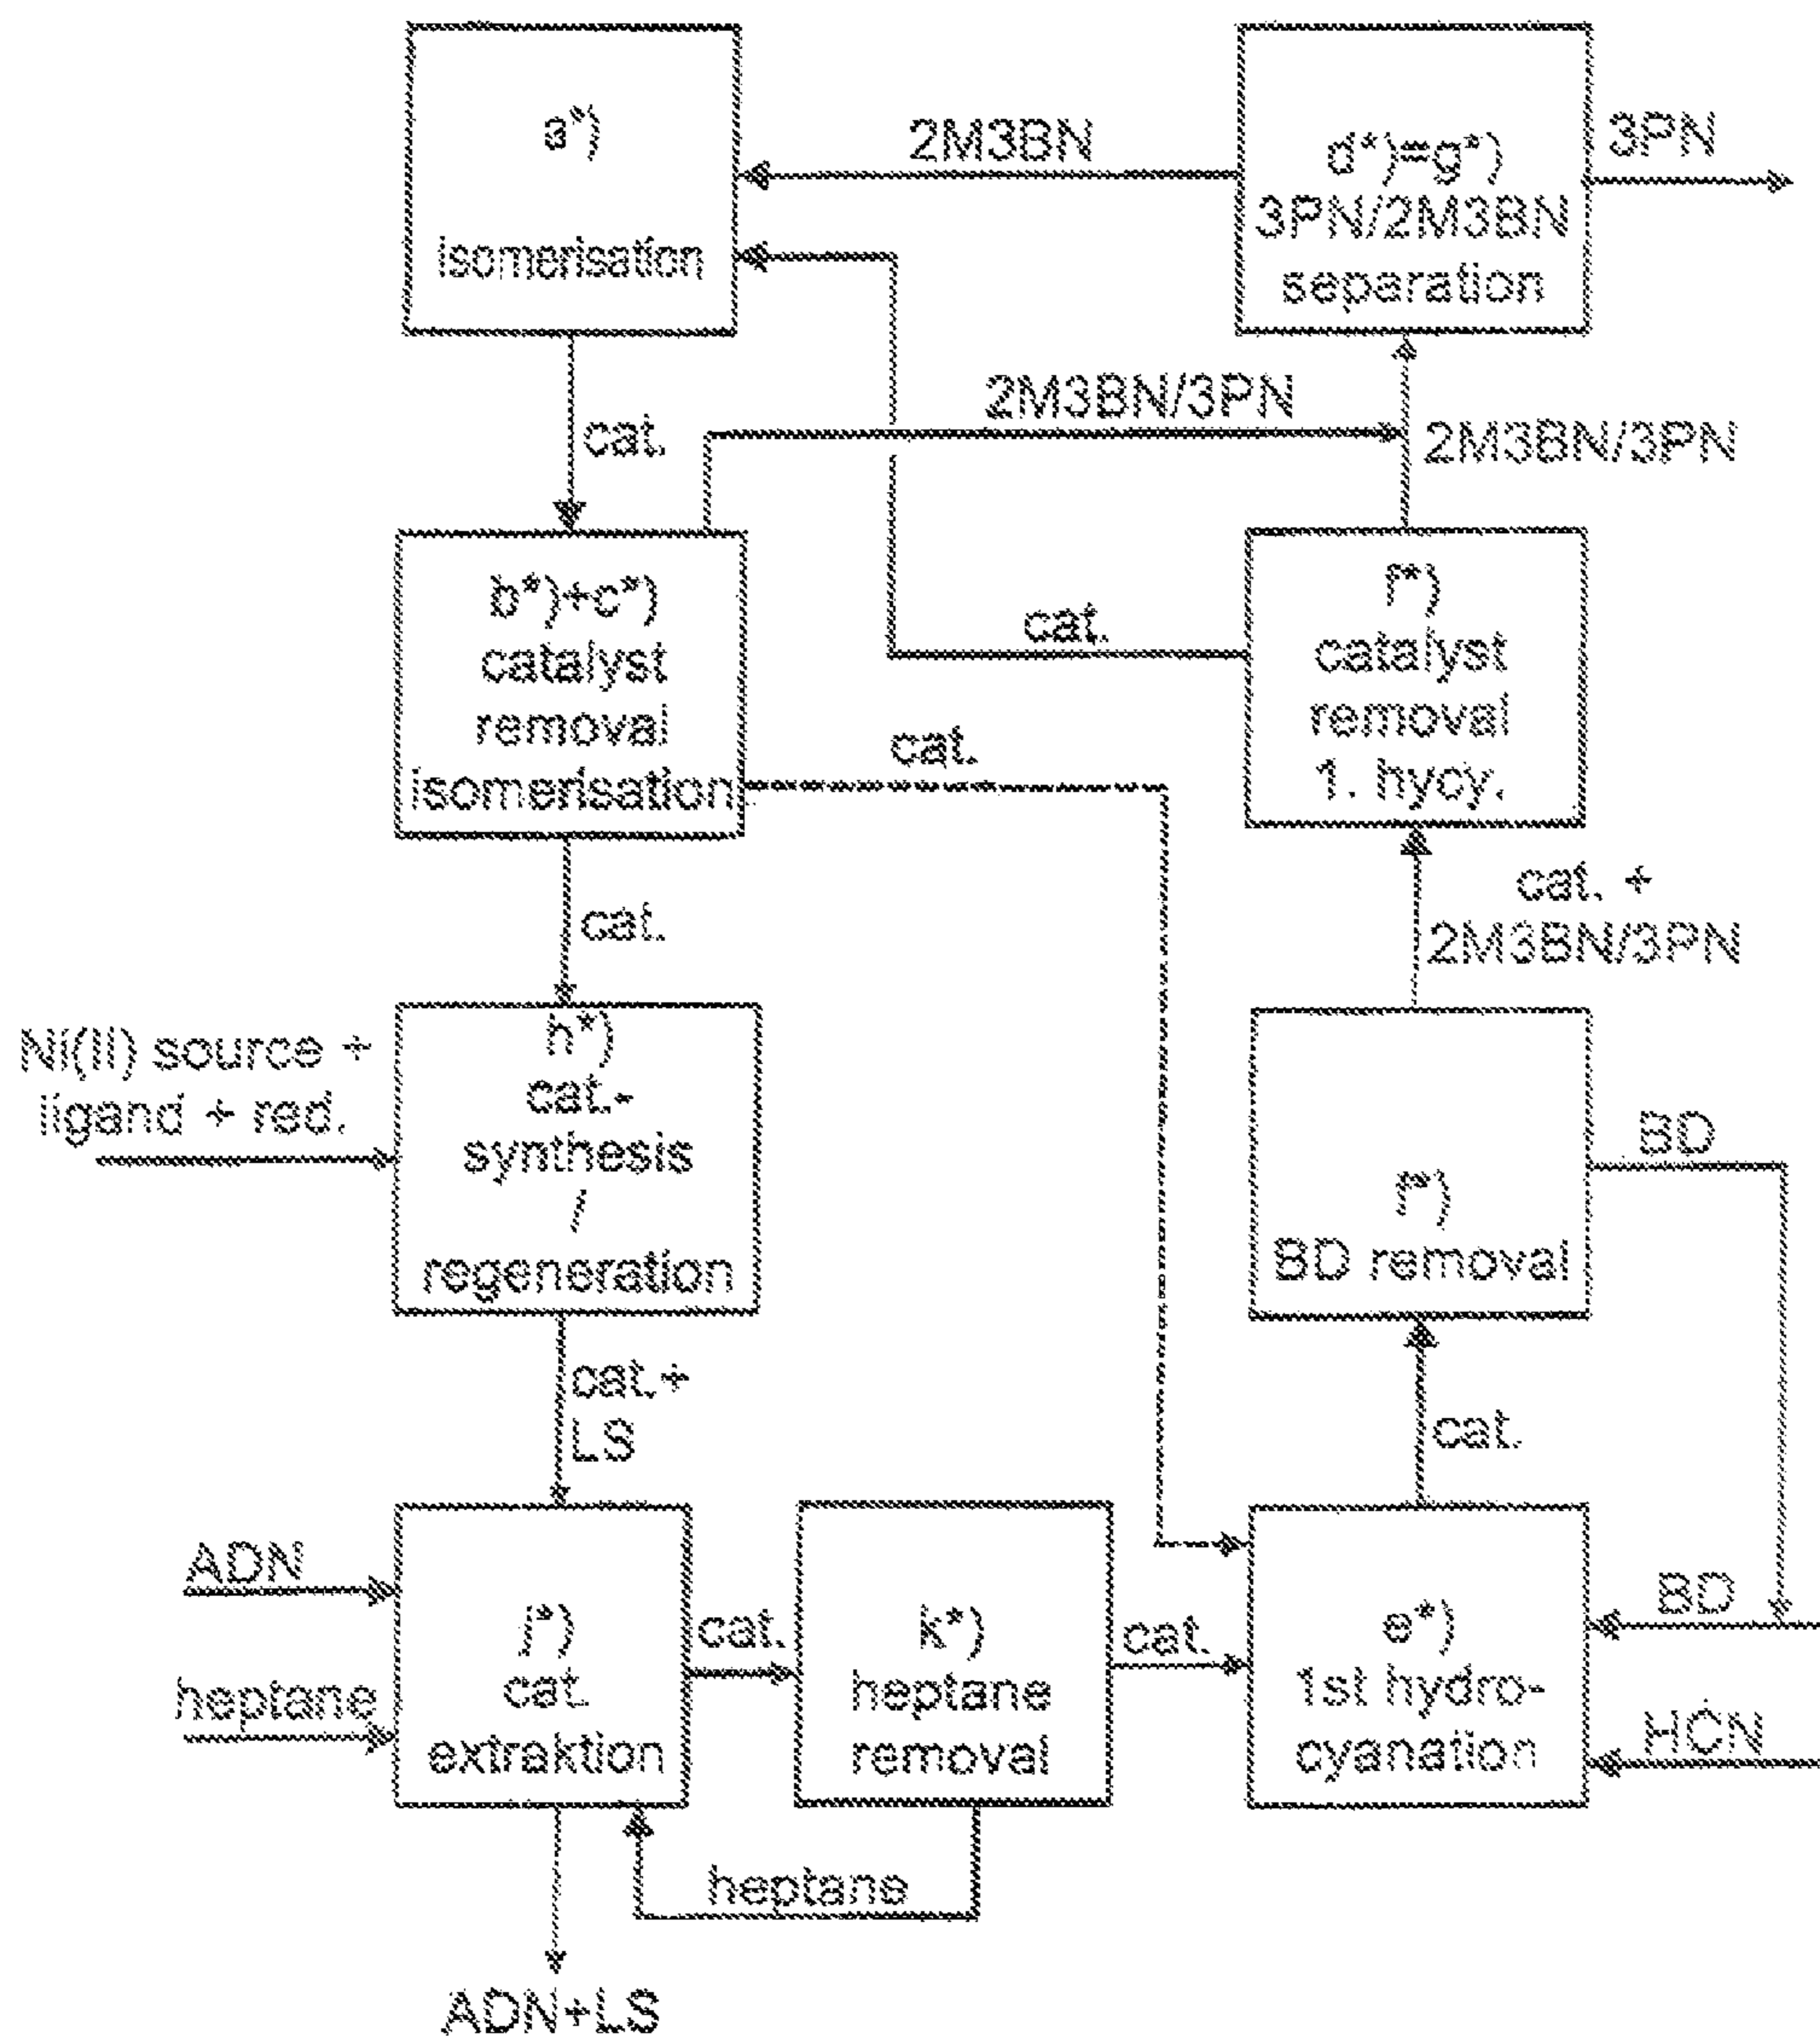 a*)
isomerisation
2M3BN
d*)=g*)
3PN/2M3BN
separation
3PN
cat.
2M3BN/3PN
2M3BN/3PN
b*)+c*)
catalyst
removal
isomerisation
cat.
cat.
f*)
catalyst
removal
1. hycy.
cat.
cat. +
2M3BN/3PN
Ni(II) source +
ligand + red.
h*)
cat.-
synthesis
/
regeneration
f*)
BD removal
BD
cat.+
LS
cat.
ADN
heptane
j*)
cat.
extraktion
cat.
k*)
heptane
removal
cat.
e*)
1st hydro-
cyanation
BD
HCN
heptane
ADN+LS